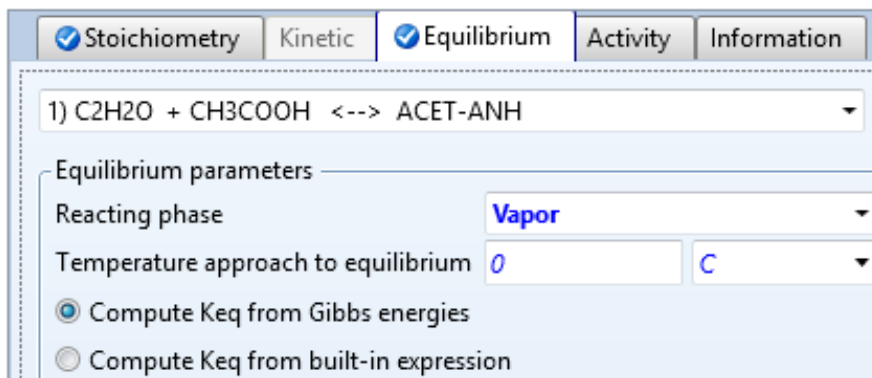 Stoichiometry Kinetic Equilibrium Activity Information
1) C2H2O + CH3COOH <--> ACET-ANH
Equilibrium parameters
Reacting phase Vapor
Temperature approach to equilibrium 0 C
Compute Keq from Gibbs energies
Compute Keq from built-in expression